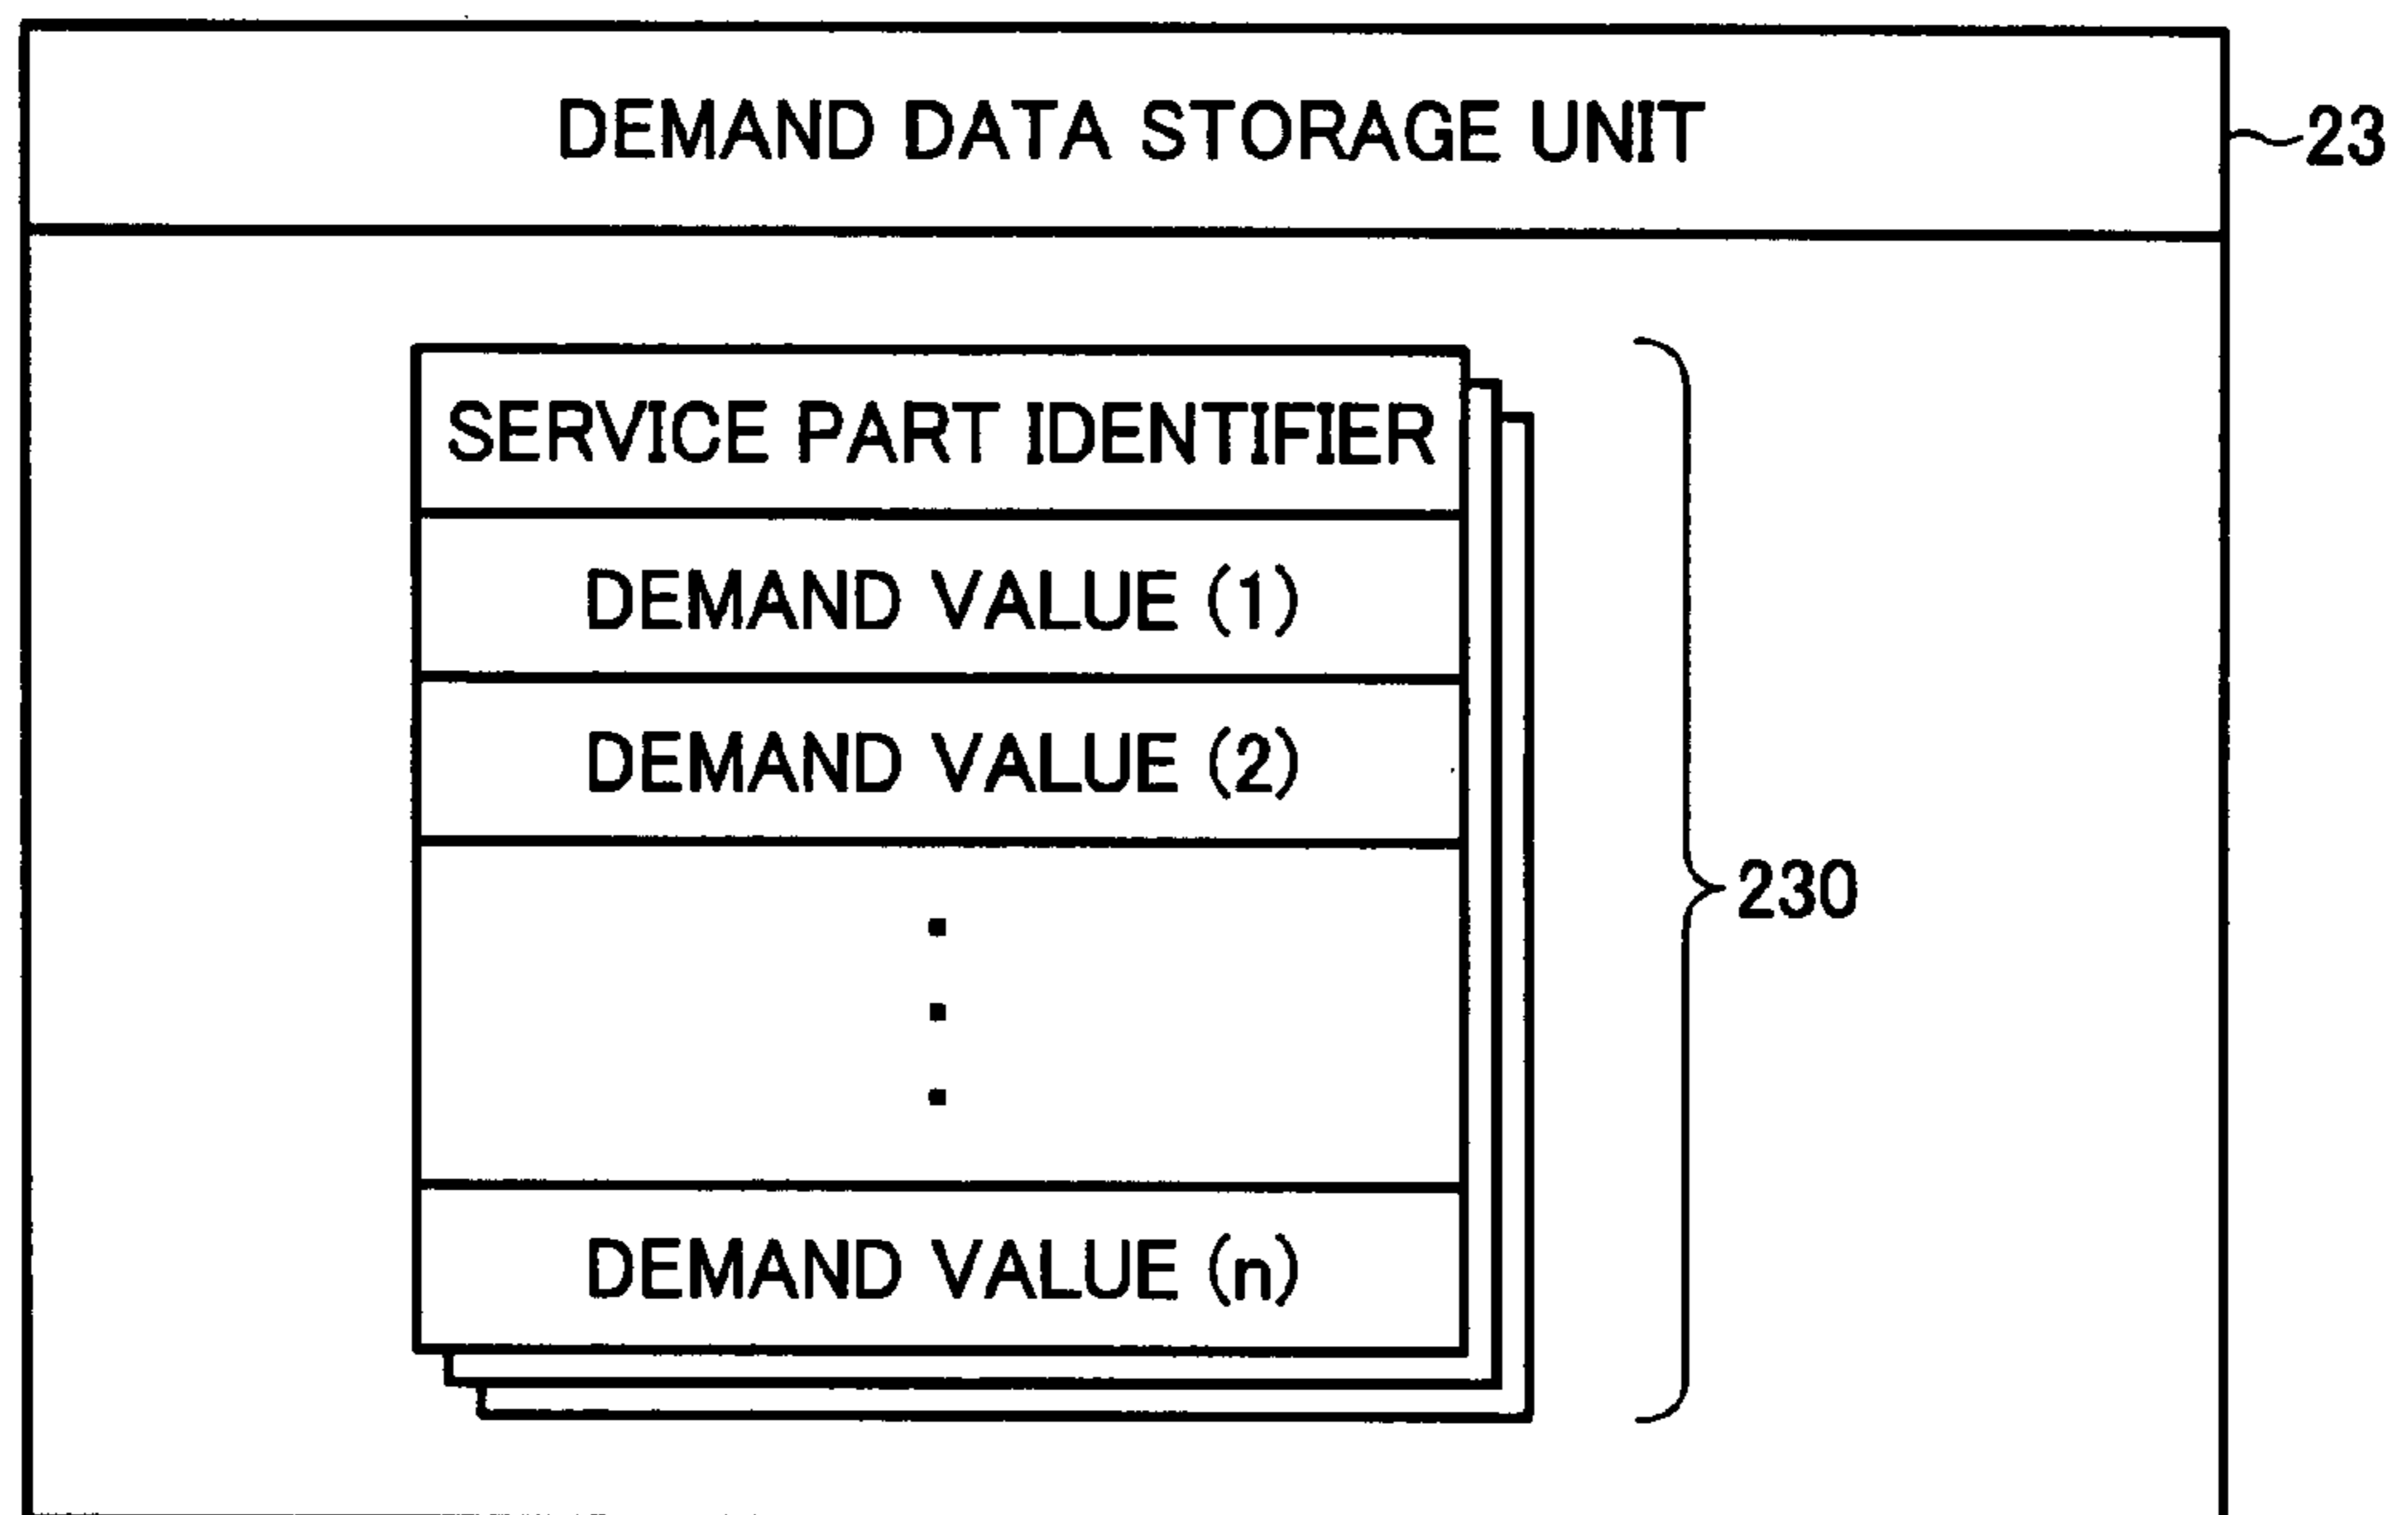 DEMAND DATA STORAGE UNIT
23
SERVICE PART IDENTIFIER
DEMAND VALUE (1)
DEMAND VALUE (2)
230
DEMAND VALUE (n)